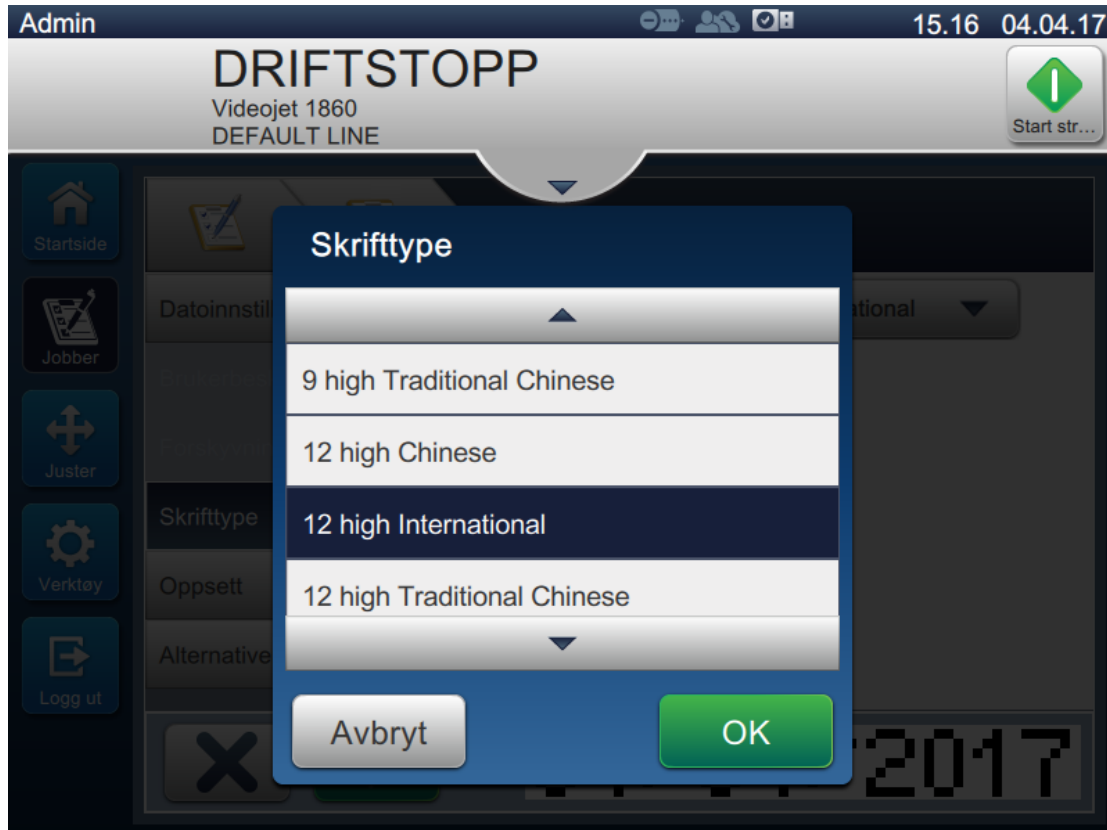 Admin
15.16 04.04.17
DRIFTSTOPP
Videojet 1860
DEFAULT LINE
Start str...
Startside
Jobber
Juster
Verktøy
Logg ut
Skrifttype
Datoinnstil
ational
9 high Traditional Chinese
12 high Chinese
12 high International
12 high Traditional Chinese
Skrifttype
Oppsett
Alternative
Avbryt
OK
2017